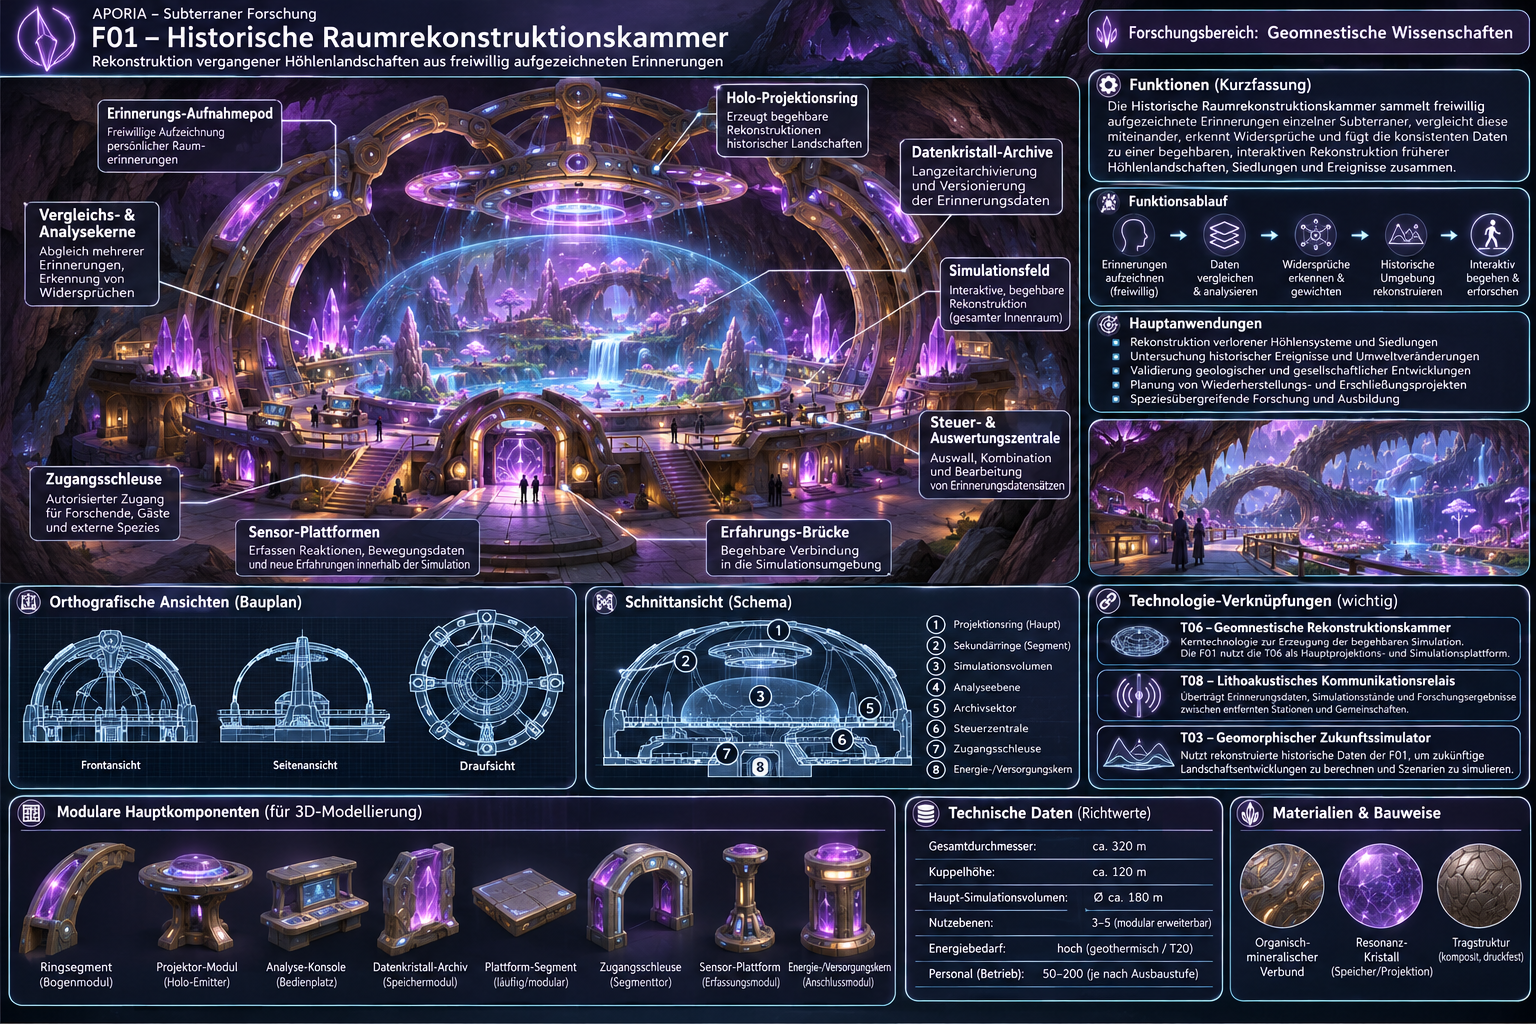 APORIA – Subterraner Forschung
F01 – Historische Raumrekonstruktionskammer
Rekonstruktion vergangener Höhlenlandschaften aus freiwillig aufgezeichneten Erinnerungen
Forschungsbereich: Geomnestische Wissenschaften
Erinnerungs-Aufnahmepod
Freiwillige Aufzeichnung
persönlicher Raum-
erinnerungen
Holo-Projektionsring
Erzeugt begehbare
Rekonstruktionen
historischer Landschaften
Datenkristall-Archive
Langzeitarchivierung
und Versionierung
der Erinnerungsdaten
Vergleichs- &
Analysekerne
Abgleich mehrerer
Erinnerungen,
Erkennung von
Widersprüchen
Simulationsfeld
Interaktive, begehbare
Rekonstruktion
(gesamter Innenraum)
Steuer- &
Auswertungszentrale
Auswall, Kombination
und Bearbeitung
von Erinnerungsdatensätzen
Zugangsschleuse
Autorisierter Zugang
für Forschende, Gäste
und externe Spezies
Sensor-Plattformen
Erfassen Reaktionen, Bewegungsdaten
und neue Erfahrungen innerhalb der Simulation
Erfahrungs-Brücke
Begehbare Verbindung
in die Simulationsumgebung
Funktionen (Kurzfassung)
Die Historische Raumrekonstruktionskammer sammelt freiwillig
aufgezeichnete Erinnerungen einzelner Subterraner, vergleicht diese
miteinander, erkennt Widersprüche und fügt die konsistenten Daten
zu einer begehbaren, interaktiven Rekonstruktion früherer
Höhlenlandschaften, Siedlungen und Ereignisse zusammen.
Funktionsablauf
Erinnerungen
aufzeichnen
(freiwillig)
Daten
vergleichen
& analysieren
Widersprüche
erkennen &
gewichten
Historische
Umgebung
rekonstruieren
Interaktiv
begehen &
erforschen
Hauptanwendungen
Rekonstruktion verlorener Höhlensysteme und Siedlungen
Untersuchung historischer Ereignisse und Umweltveränderungen
Validierung geologischer und gesellschaftlicher Entwicklungen
Planung von Wiederherstellungs- und Erschließungsprojekten
Speziesübergreifende Forschung und Ausbildung
Orthografische Ansichten (Bauplan)
Frontansicht
Seitenansicht
Draufsicht
Schnittansicht (Schema)
1
2
3
5
6
7
8
1 Projektionsring (Haupt)
2 Sekundärringe (Segment)
3 Simulationsvolumen
4 Analyseebene
5 Archivsektor
6 Steuerzentrale
7 Zugangsschleuse
8 Energie-/Versorgungskern
Technologie-Verknüpfungen (wichtig)
T06 – Geomnestische Rekonstruktionskammer
Kerntechnologie zur Erzeugung der begehbaren Simulation.
Die F01 nutzt die T06 als Hauptprojektions- und Simulationsplattform.
T08 – Lithoakustisches Kommunikationsrelais
Überträgt Erinnerungsdaten, Simulationsstände und Forschungsergebnisse
zwischen entfernten Stationen und Gemeinschaften.
T03 – Geomorphischer Zukunftssimulator
Nutzt rekonstruierte historische Daten der F01, um zukünftige
Landschaftsentwicklungen zu berechnen und Szenarien zu simulieren.
Modulare Hauptkomponenten (für 3D-Modellierung)
Ringsegment
(Bogenmodul)
Projektor-Modul
(Holo-Emitter)
Analyse-Konsole
(Bedienplatz)
Datenkristall-Archiv
(Speichermodul)
Plattform-Segment
(läufig/modular)
Zugangsschleuse
(Segmenttor)
Sensor-Plattform
(Erfassungsmodul)
Energie-/Versorgungskern
(Anschlussmodul)
Technische Daten (Richtwerte)
Gesamtdurchmesser: ca. 320 m
Kuppelhöhe: ca. 120 m
Haupt-Simulationsvolumen: Ø ca. 180 m
Nutzebenen: 3–5 (modular erweiterbar)
Energiebedarf: hoch (geothermisch / T20)
Personal (Betrieb): 50–200 (je nach Ausbaustufe)
Materialien & Bauweise
Organisch-
mineralischer
Verbund
Resonanz-
Kristall
(Speicher/Projektion)
Tragstruktur
(komposit, druckfest)